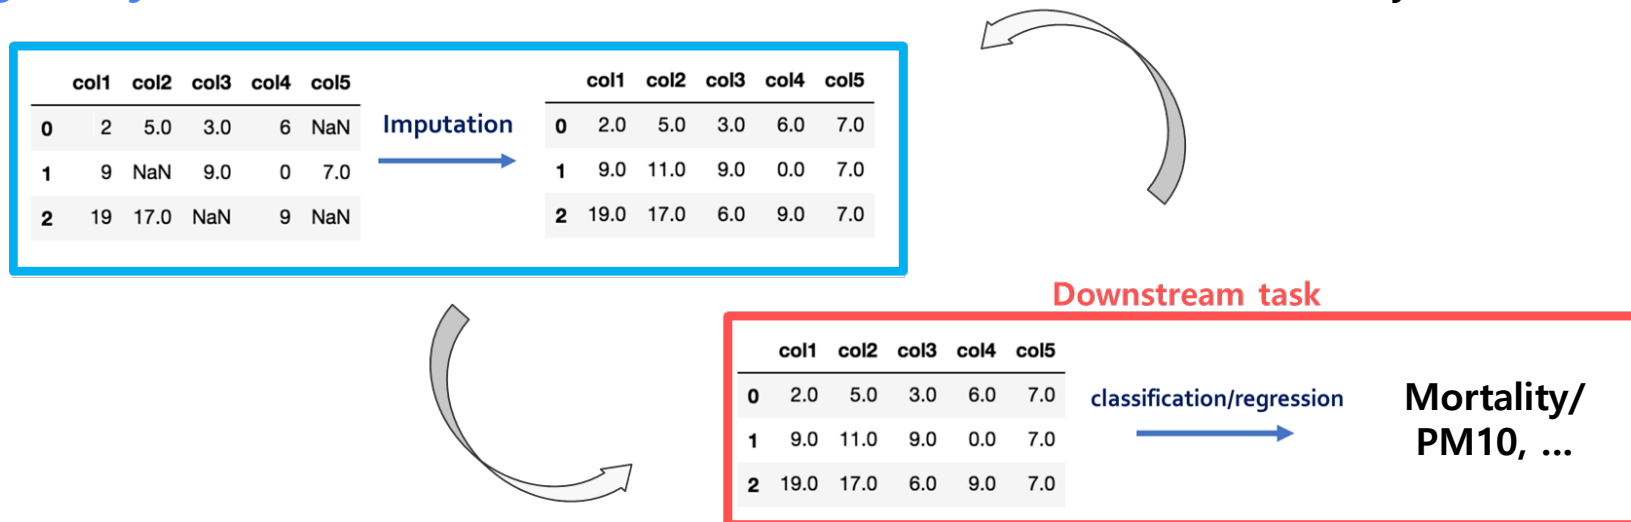 col1 col2 col3 col4 col5
0 2 5.0 3.0 6 NaN
1 9 NaN 9.0 0 7.0
2 19 17.0 NaN 9 NaN
Imputation
col1 col2 col3 col4 col5
0 2.0 5.0 3.0 6.0 7.0
1 9.0 11.0 9.0 0.0 7.0
2 19.0 17.0 6.0 9.0 7.0
Downstream task
col1 col2 col3 col4 col5
0 2.0 5.0 3.0 6.0 7.0
1 9.0 11.0 9.0 0.0 7.0
2 19.0 17.0 6.0 9.0 7.0
classification/regression
Mortality/
PM10, ...